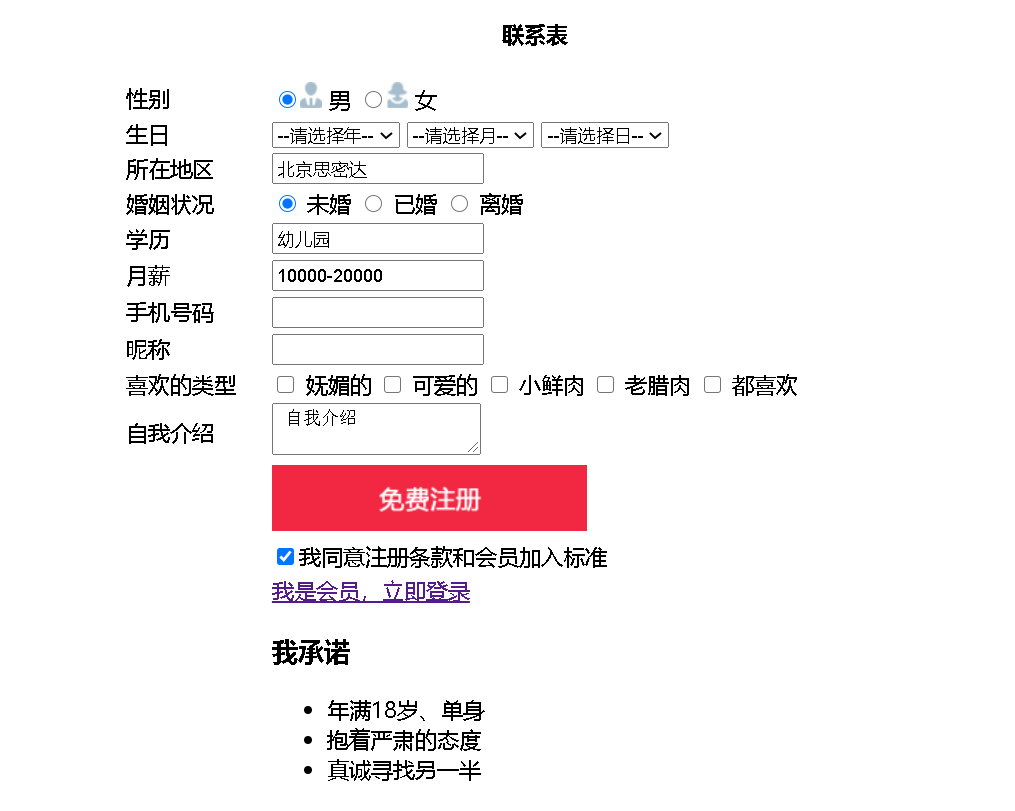 联系表
性别 男 女
生日 --请选择年-- --请选择月-- --请选择日--
所在地区 北京思密达
婚姻状况 未婚 已婚 离婚
学历 幼儿园
月薪 10000-20000
手机号码
昵称
喜欢的类型 妩媚的 可爱的 小鲜肉 老腊肉 都喜欢
自我介绍 自我介绍
免费注册
我同意注册条款和会员加入标准
我是会员，立即登录
我承诺
年满18岁、单身
抱着严肃的态度
真诚寻找另一半